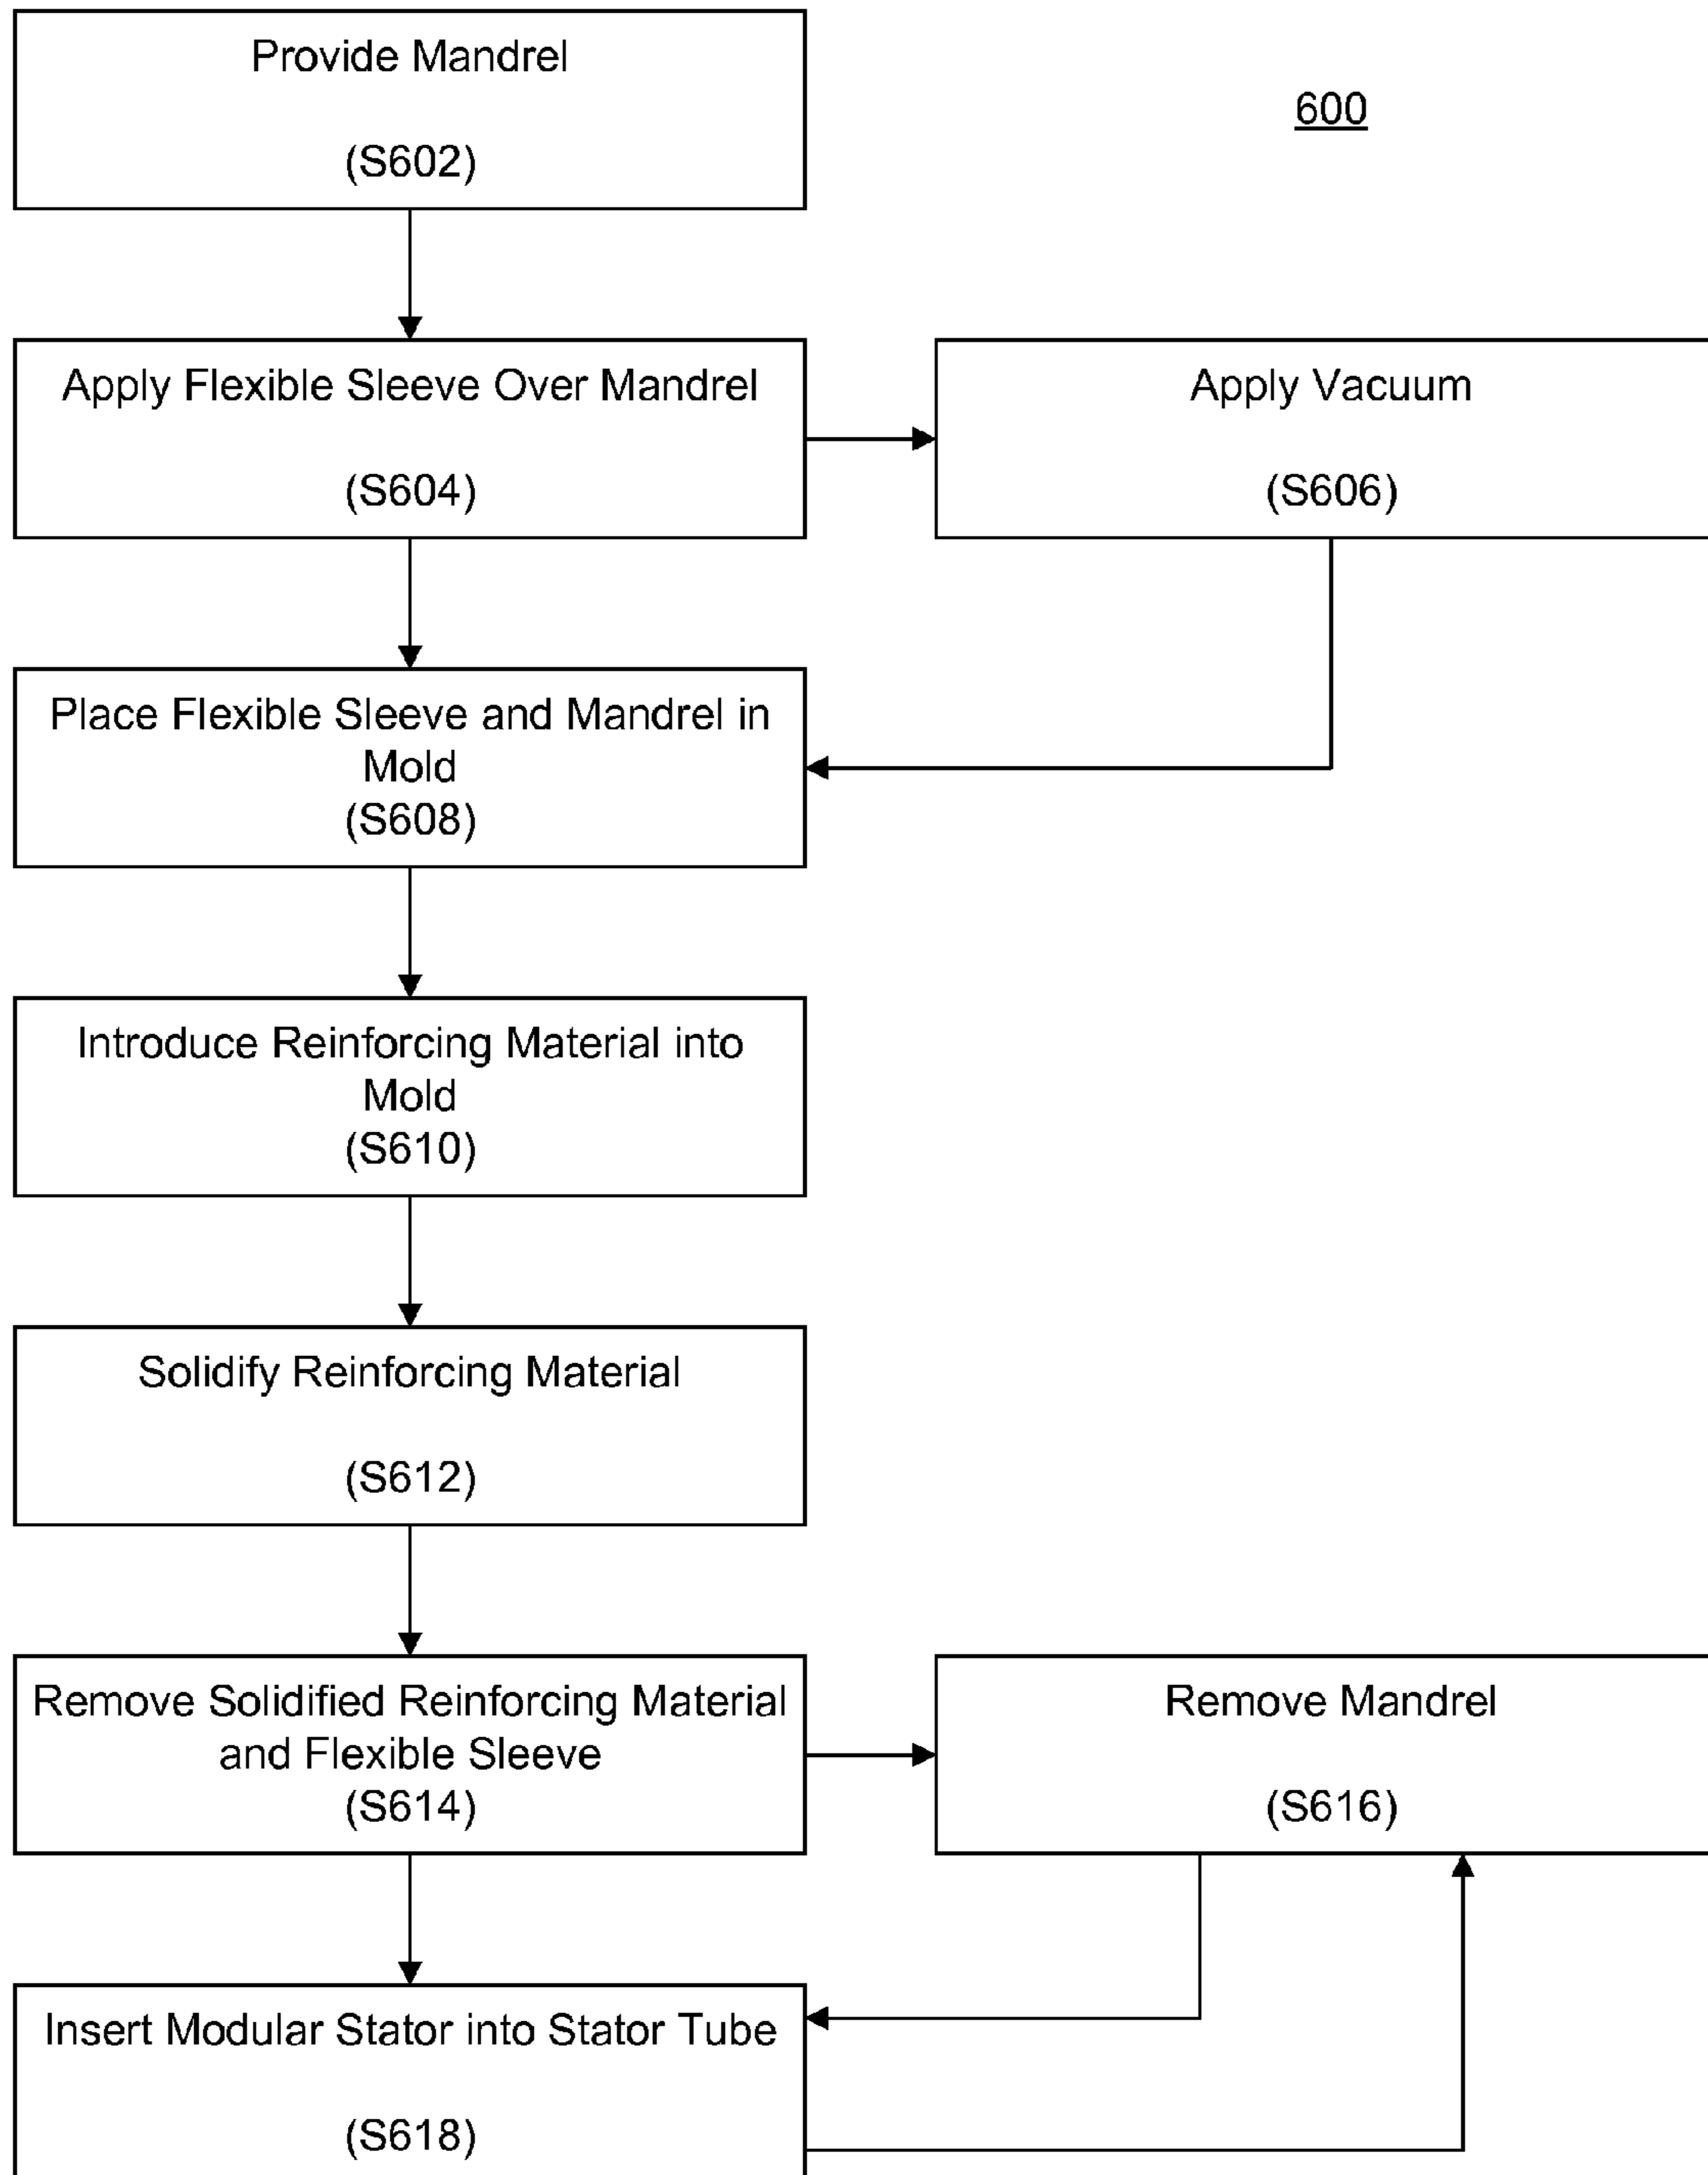 Provide Mandrel
(S602)
600
Apply Flexible Sleeve Over Mandrel
(S604)
Apply Vacuum
(S606)
Place Flexible Sleeve and Mandrel in
Mold
(S608)
Introduce Reinforcing Material into
Mold
(S610)
Solidify Reinforcing Material
(S612)
Remove Solidified Reinforcing Material
and Flexible Sleeve
(S614)
Remove Mandrel
(S616)
Insert Modular Stator into Stator Tube
(S618)